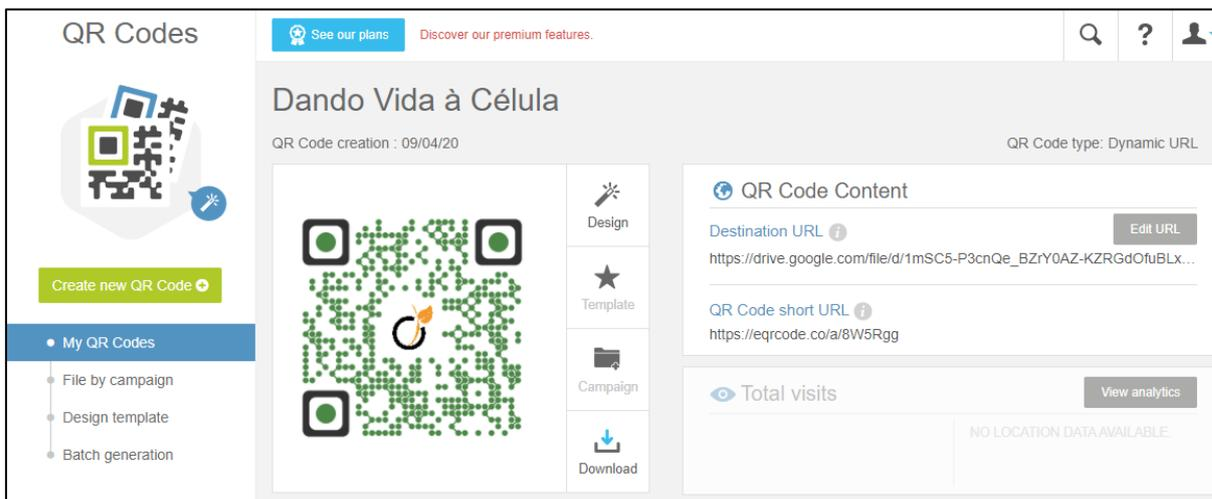 QR Codes
See our plans
Discover our premium features.
?
Dando Vida à Célula
QR Code creation : 09/04/20
QR Code type: Dynamic URL
Create new QR Code
My QR Codes
File by campaign
Design template
Batch generation
Design
Template
Campaign
Download
QR Code Content
Destination URL
Edit URL
https://drive.google.com/file/d/1mSC5-P3cnQe_BZrY0AZ-KZRGdOfuBLx...
QR Code short URL
https://eqrcode.co/a/8W5Rgg
Total visits
View analytics
NO LOCATION DATA AVAILABLE.